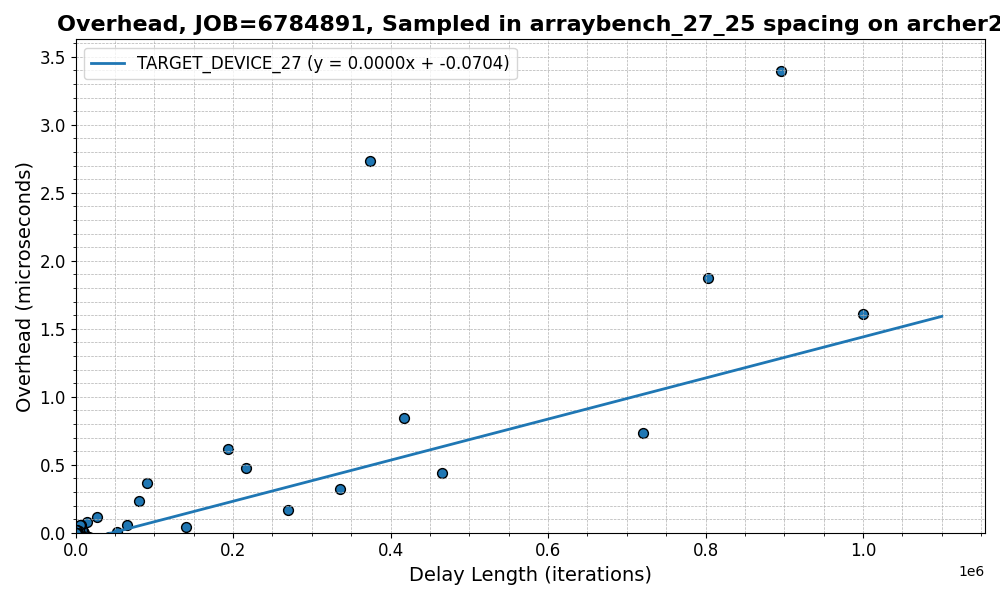 Overhead, JOB=6784891, Sampled in arraybench_27_25 spacing on archer2
TARGET_DEVICE_27 (y = 0.0000x + -0.0704)
Overhead (microseconds)
3.5
3.0
2.5
2.0
1.5
1.0
0.5
0.0
0.0 0.2 0.4 0.6 0.8 1.0
1e6
Delay Length (iterations)